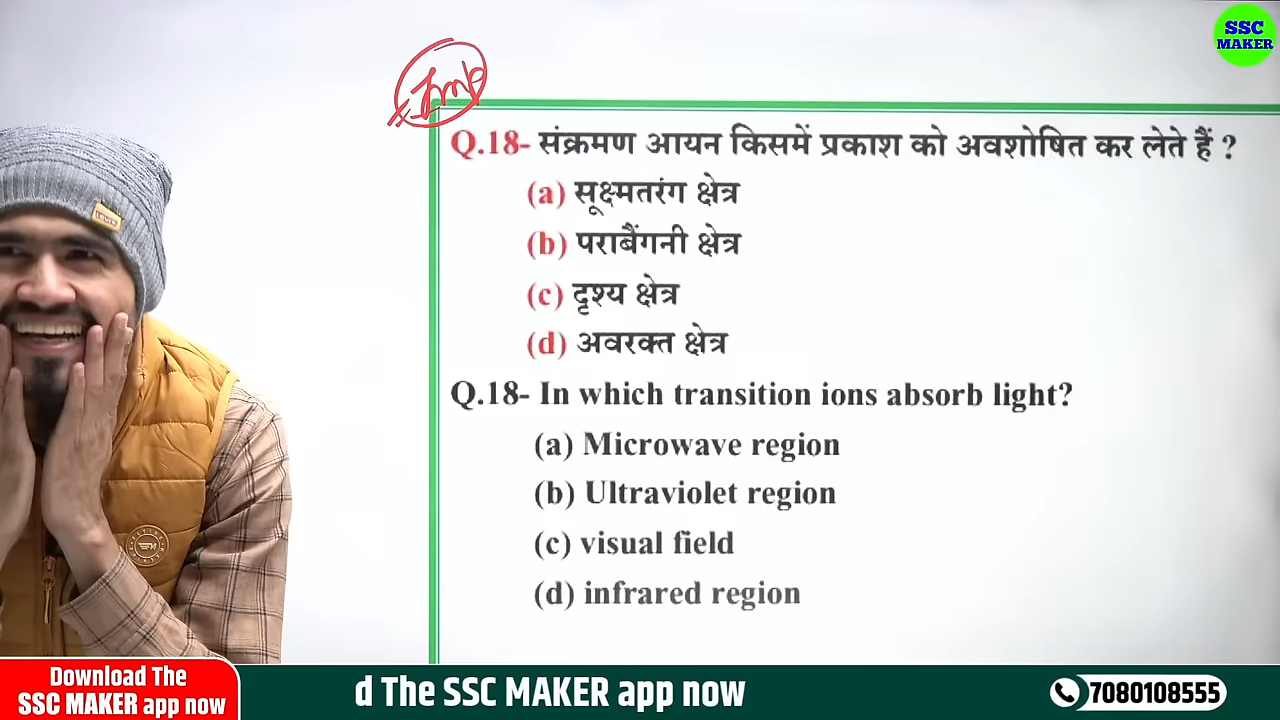 SSC
MAKER
Imp
Q.18- संक्रमण आयन किसमें प्रकाश को अवशोषित कर लेते हैं ?
(a) सूक्ष्मतरंग क्षेत्र
(b) पराबैंगनी क्षेत्र
(c) दृश्य क्षेत्र
(d) अवरक्त क्षेत्र
Q.18- In which transition ions absorb light?
(a) Microwave region
(b) Ultraviolet region
(c) visual field
(d) infrared region
Download The
SSC MAKER app now
d The SSC MAKER app now
7080108555